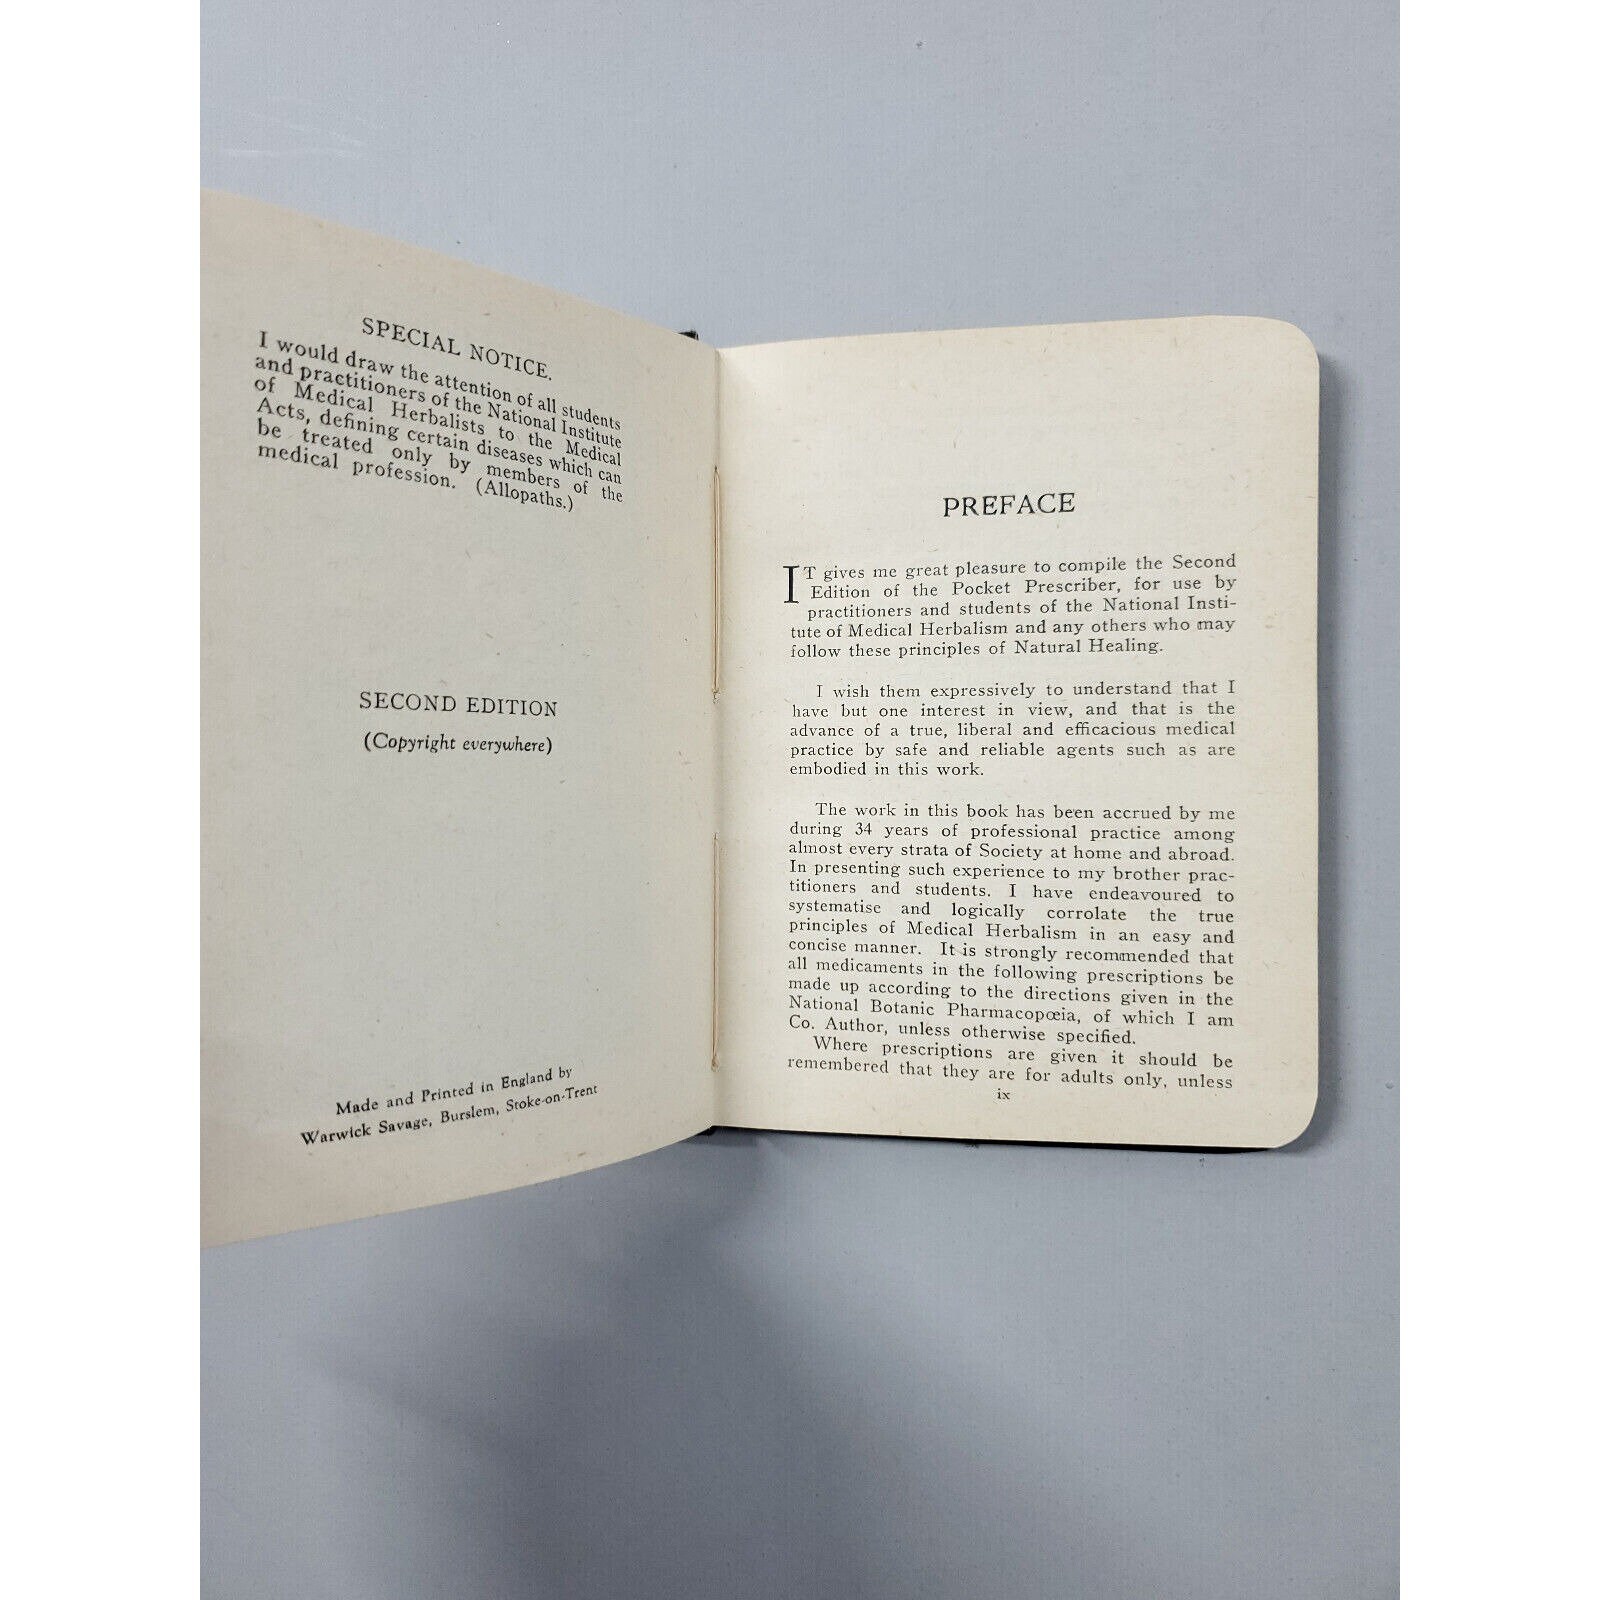 SPECIAL NOTICE.
I would draw the attention of all students
and practitioners of the National Institute
of Medical Herbalists to the Medical
Acts, defining certain diseases which can
be treated only by members of the
medical profession. (Allopaths.)
SECOND EDITION
(Copyright everywhere)
Made and Printed in England by
Warwick Savage, Burslem, Stoke-on-Trent
PREFACE
IT gives me great pleasure to compile the Second
Edition of the Pocket Prescriber, for use by
practitioners and students of the National Insti-
tute of Medical Herbalism and any others who may
follow these principles of Natural Healing.
I wish them expressively to understand that I
have but one interest in view, and that is the
advance of a true, liberal and efficacious medical
practice by safe and reliable agents such as are
embodied in this work.
The work in this book has been accrued by me
during 34 years of professional practice among
almost every strata of Society at home and abroad.
In presenting such experience to my brother prac-
titioners and students. I have endeavoured to
systematise and logically corrolate the true
principles of Medical Herbalism in an easy and
concise manner. It is strongly recommended that
all medicaments in the following prescriptions be
made up according to the directions given in the
National Botanic Pharmacopœia, of which I am
Co. Author, unless otherwise specified.
Where prescriptions are given it should be
remembered that they are for adults only, unless
ix